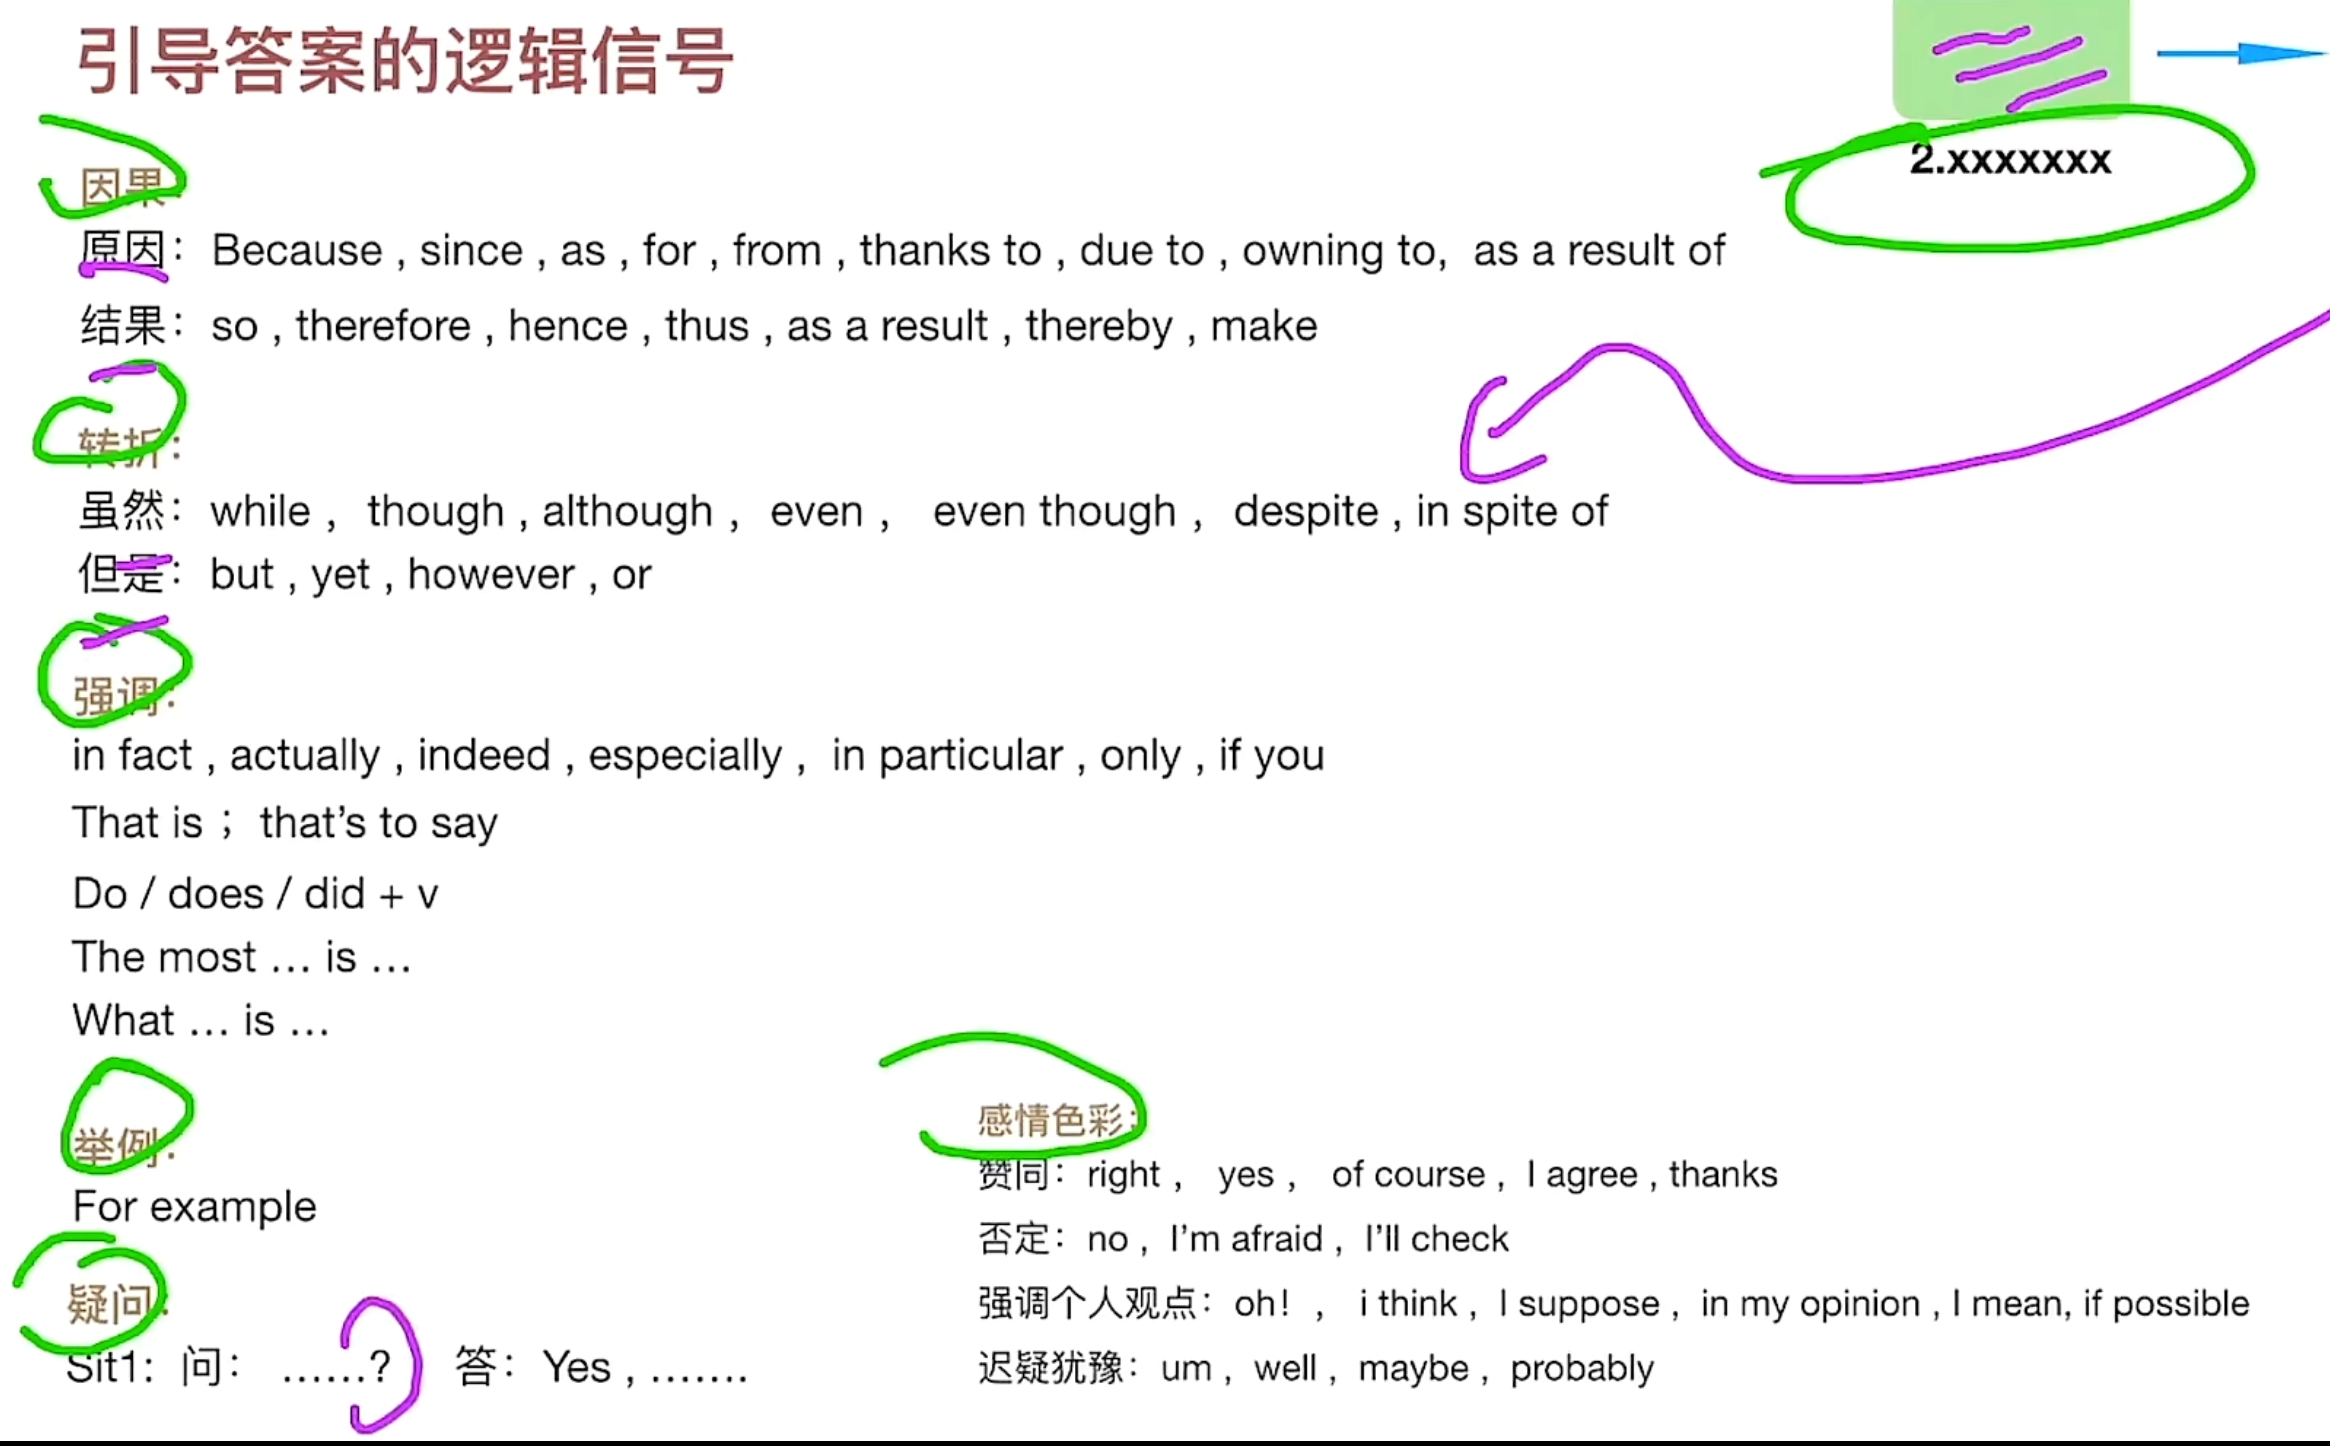 引导答案的逻辑信号
2.xxxxxxx
因果：
原因： Because , since , as , for , from , thanks to , due to , owning to, as a result of
结果： so , therefore , hence , thus , as a result , thereby , make
转折：
虽然： while , though , although , even , even though , despite , in spite of
但是： but , yet , however , or
强调：
in fact , actually , indeed , especially , in particular , only , if you
That is ; that's to say
Do / does / did + v
The most ... is ...
What ... is ...
举例：
For example
疑问：
Sit1: 问： ......? 答： Yes , .......
感情色彩：
赞同： right , yes , of course , I agree , thanks
否定： no , I'm afraid , I'll check
强调个人观点： oh! , i think , I suppose , in my opinion , I mean, if possible
迟疑犹豫： um , well , maybe , probably